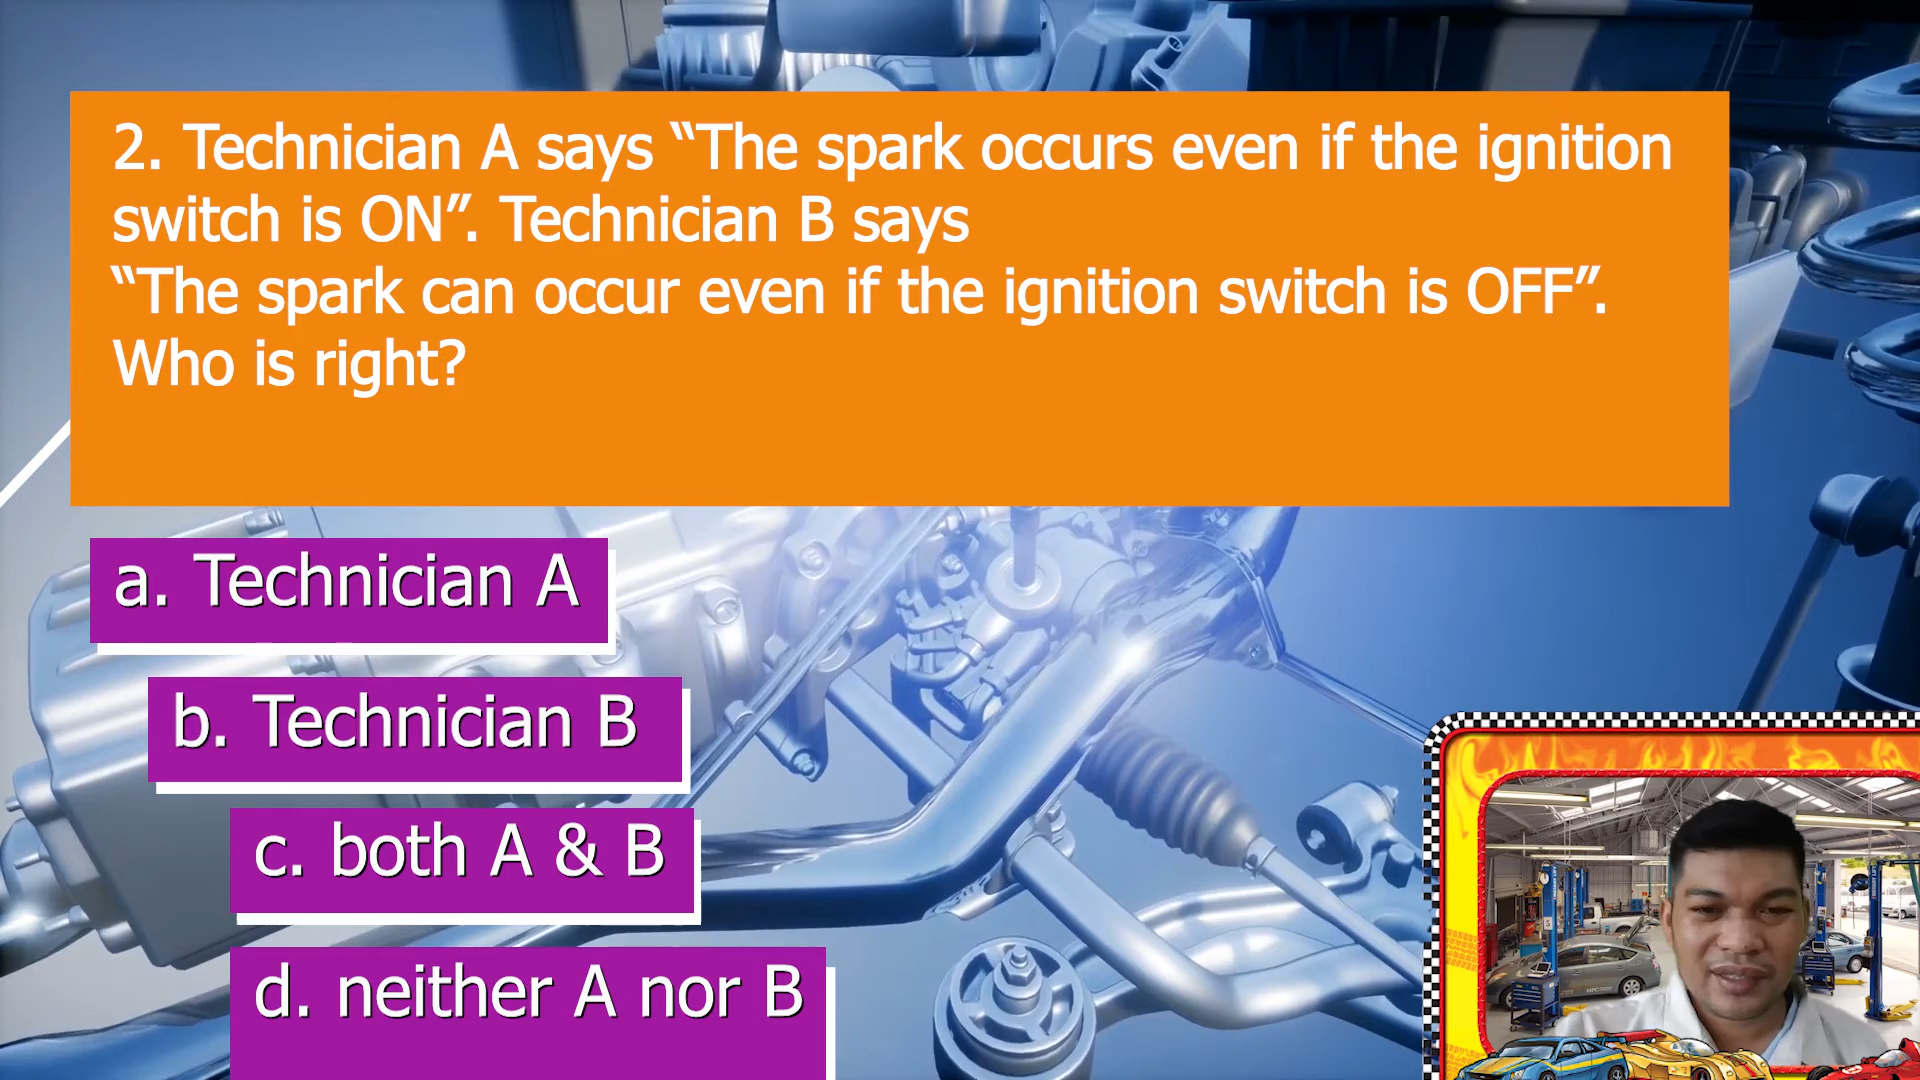 2. Technician A says “The spark occurs even if the ignition
switch is ON”. Technician B says
“The spark can occur even if the ignition switch is OFF”.
Who is right?
a. Technician A
b. Technician B
c. both A & B
d. neither A nor B